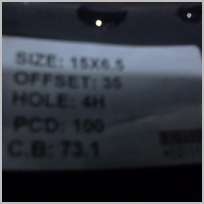 SIZE: 15X6.5
OFFSET: 35
HOLE: 4H
PCD: 100
C.B: 73.1